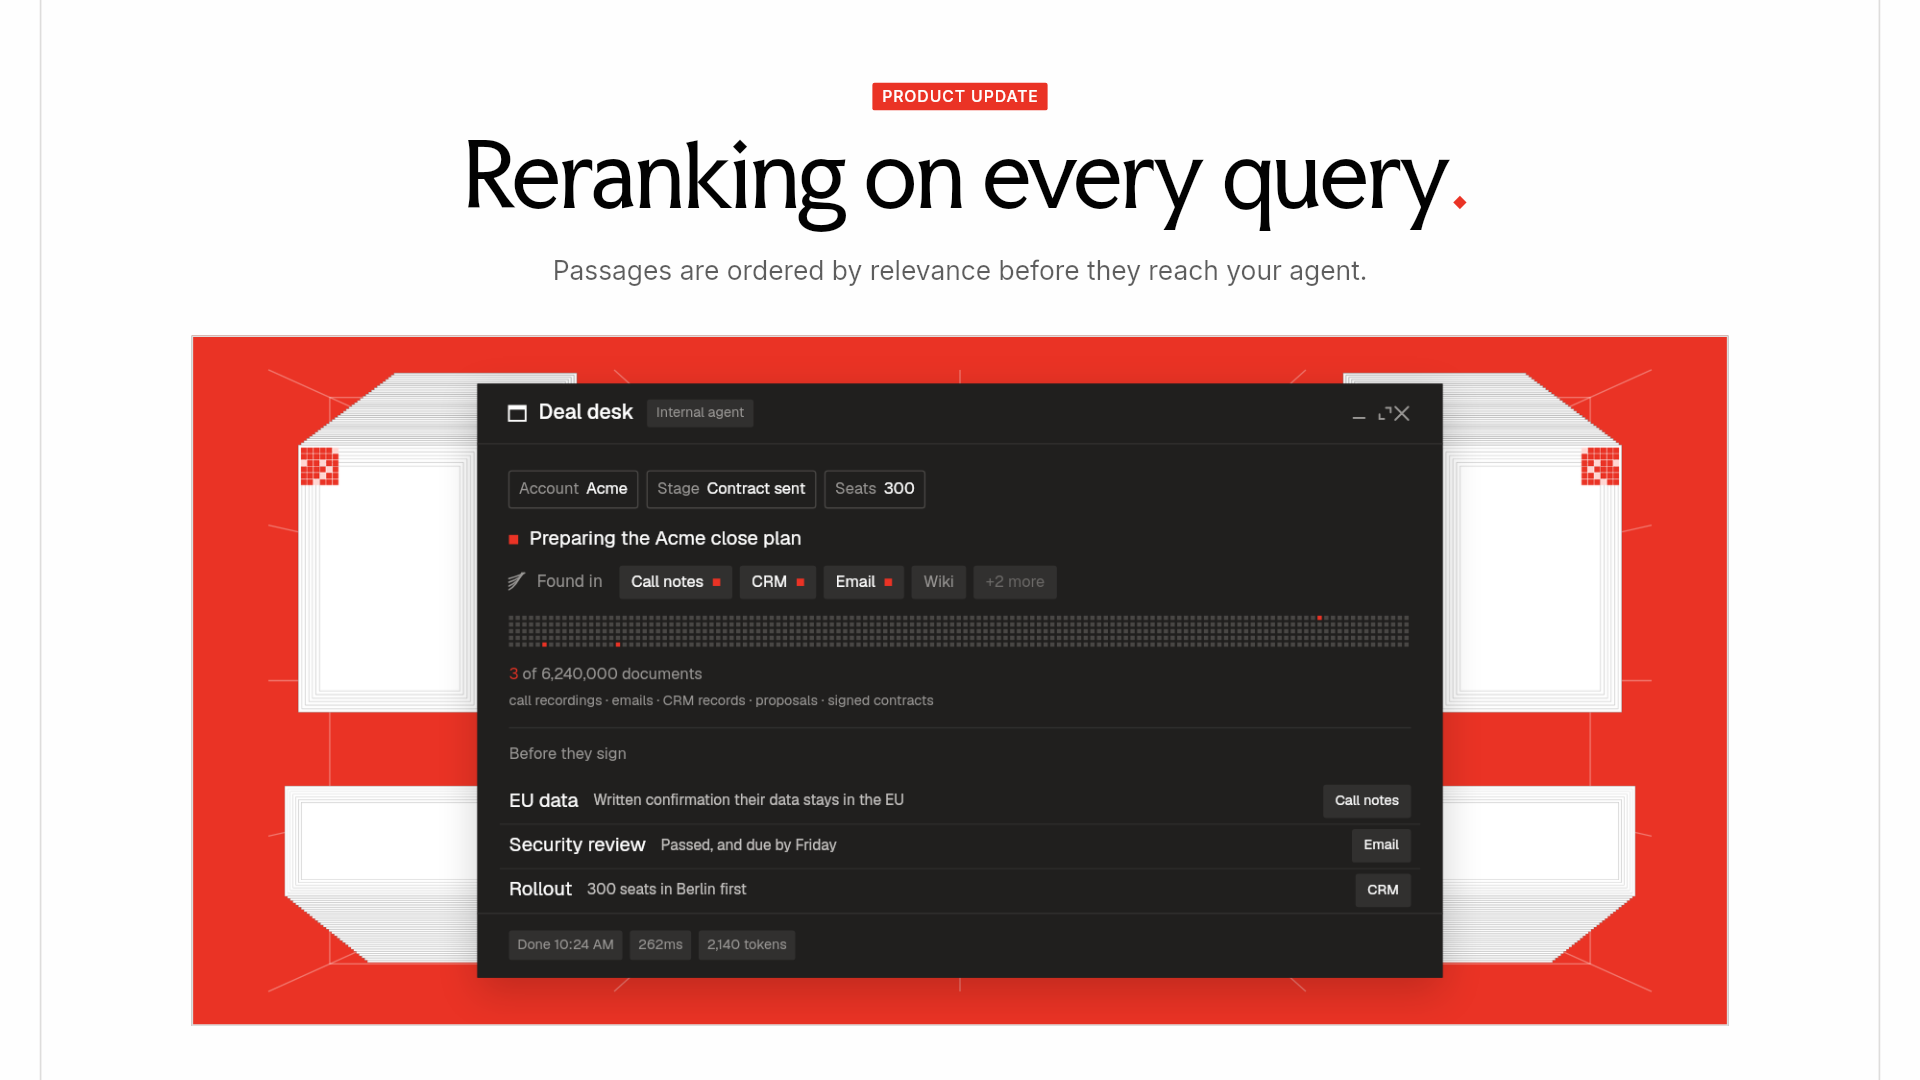 PRODUCT UPDATE
Reranking on every query.
Passages are ordered by relevance before they reach your agent.
Deal desk Internal agent
Account Acme Stage Contract sent Seats 300
Preparing the Acme close plan
Found in Call notes CRM Email Wiki +2 more
3 of 6,240,000 documents
call recordings · emails · CRM records · proposals · signed contracts
Before they sign
EU data Written confirmation their data stays in the EU Call notes
Security review Passed, and due by Friday Email
Rollout 300 seats in Berlin first CRM
Done 10:24 AM 262ms 2,140 tokens